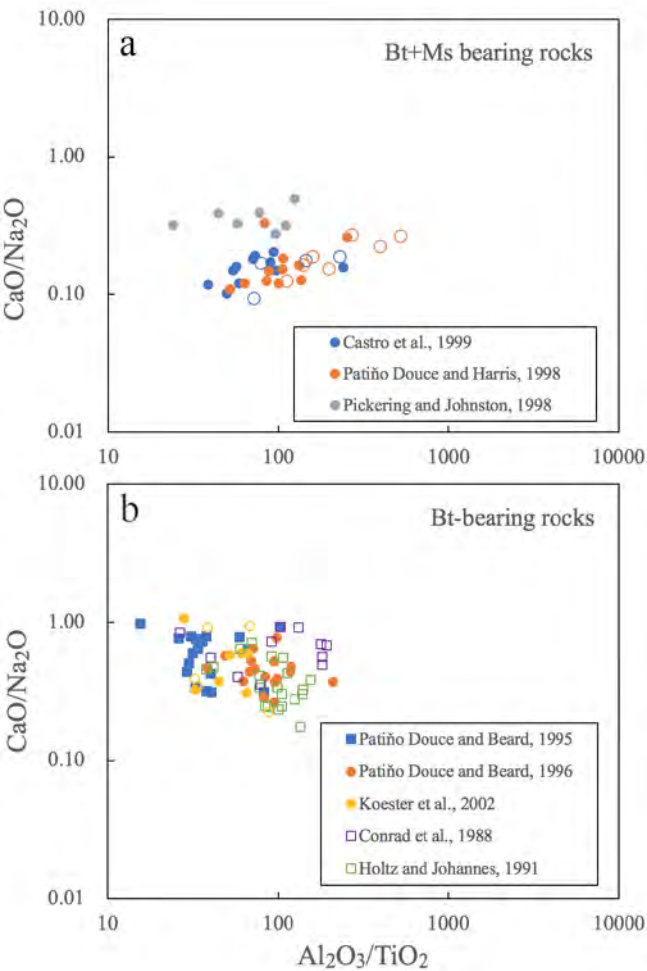 10.00
a
Bt+Ms bearing rocks
1.00
CaO/Na₂O
0.10
Castro et al., 1999
Patiňo Douce and Harris, 1998
Pickering and Johnston, 1998
0.01
10 100 1000 10000
10.00
b
Bt-bearing rocks
1.00
CaO/Na₂O
0.10
Patiňo Douce and Beard, 1995
Patiňo Douce and Beard, 1996
Koester et al., 2002
Conrad et al., 1988
Holtz and Johannes, 1991
0.01
10 100 1000 10000
Al₂O₃/TiO₂